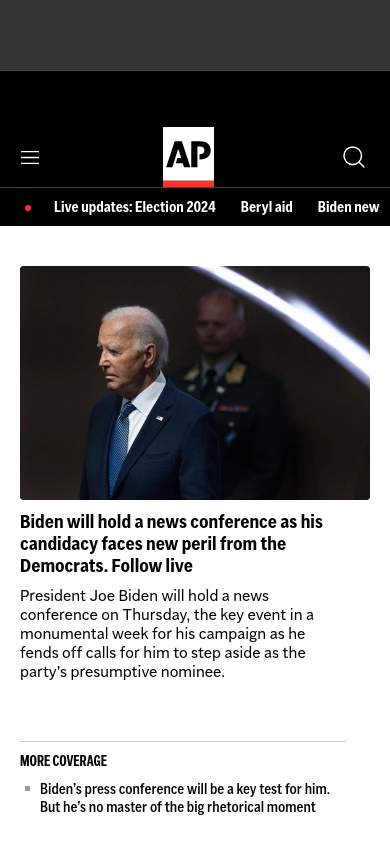 AP
Live updates: Election 2024 Beryl aid Biden new
Biden will hold a news conference as his
candidacy faces new peril from the
Democrats. Follow live
President Joe Biden will hold a news
conference on Thursday, the key event in a
monumental week for his campaign as he
fends off calls for him to step aside as the
party’s presumptive nominee.
MORE COVERAGE
Biden’s press conference will be a key test for him.
But he’s no master of the big rhetorical moment